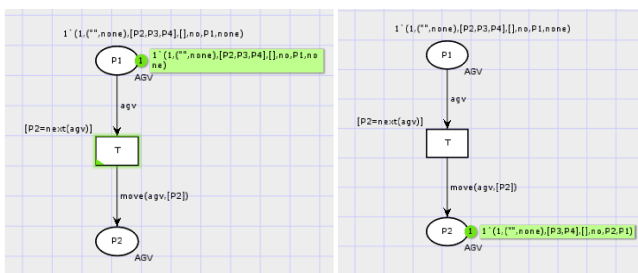 1`(1,("",none),[P2,P3,P4],[],no,P1,none)
P1
1
1`(1,("",none),[P2,P3,P4],[],no,P1,no
ne)
AGV
agv
[P2=next(agv)]
T
move(agv,[P2])
P2
AGV
1`(1,("",none),[P2,P3,P4],[],no,P1,none)
P1
AGV
agv
[P2=next(agv)]
T
move(agv,[P2])
P2
1
1`(1,("",none),[P3,P4],[],no,P2,P1)
AGV